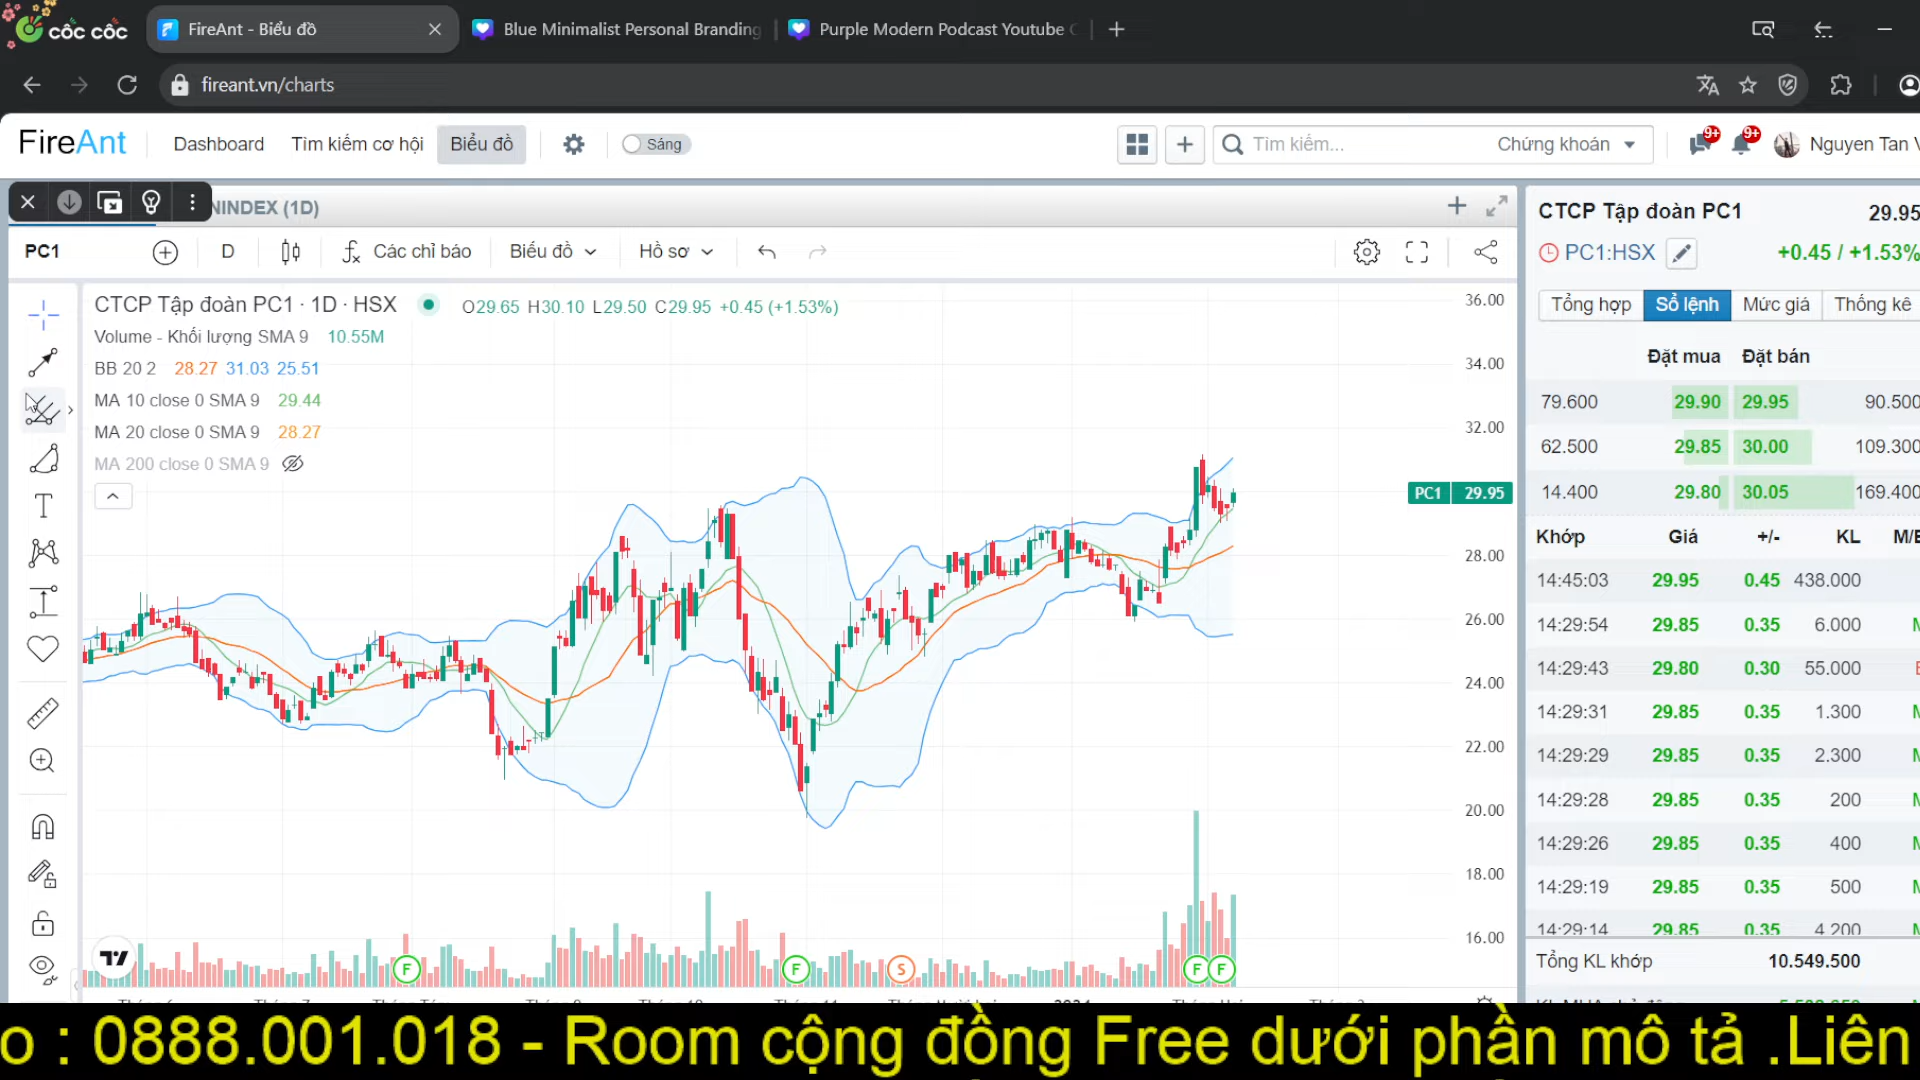 cốc cốc
FireAnt - Biểu đồ
Blue Minimalist Personal Branding
Purple Modern Podcast Youtube C
fireant.vn/charts
FireAnt
Dashboard
Tìm kiếm cơ hội
Biểu đồ
Sáng
Tìm kiếm...
Chứng khoán
9+
9+
Nguyen Tan V
NINDEX (1D)
PC1
D
Các chỉ báo
Biểu đồ
Hồ sơ
CTCP Tập đoàn PC1 · 1D · HSX
O29.65 H30.10 L29.50 C29.95 +0.45 (+1.53%)
Volume - Khối lượng SMA 9 10.55M
BB 20 2 28.27 31.03 25.51
MA 10 close 0 SMA 9 29.44
MA 20 close 0 SMA 9 28.27
MA 200 close 0 SMA 9
36.00
34.00
32.00
PC1 29.95
28.00
26.00
24.00
22.00
20.00
18.00
16.00
F
F
S
F
F
CTCP Tập đoàn PC1
29.95
PC1:HSX
+0.45 / +1.53%
Tổng hợp
Sổ lệnh
Mức giá
Thống kê
Đặt mua Đặt bán
79.600 29.90 29.95 90.500
62.500 29.85 30.00 109.300
14.400 29.80 30.05 169.400
Khớp Giá +/- KL M/B
14:45:03 29.95 0.45 438.000
14:29:54 29.85 0.35 6.000 M
14:29:43 29.80 0.30 55.000 B
14:29:31 29.85 0.35 1.300 M
14:29:29 29.85 0.35 2.300 M
14:29:28 29.85 0.35 200 M
14:29:26 29.85 0.35 400 M
14:29:19 29.85 0.35 500 M
14:29:14 29.85 0.35 4.200 M
Tổng KL khớp 10.549.500
o : 0888.001.018 - Room cộng đồng Free dưới phần mô tả .Liên